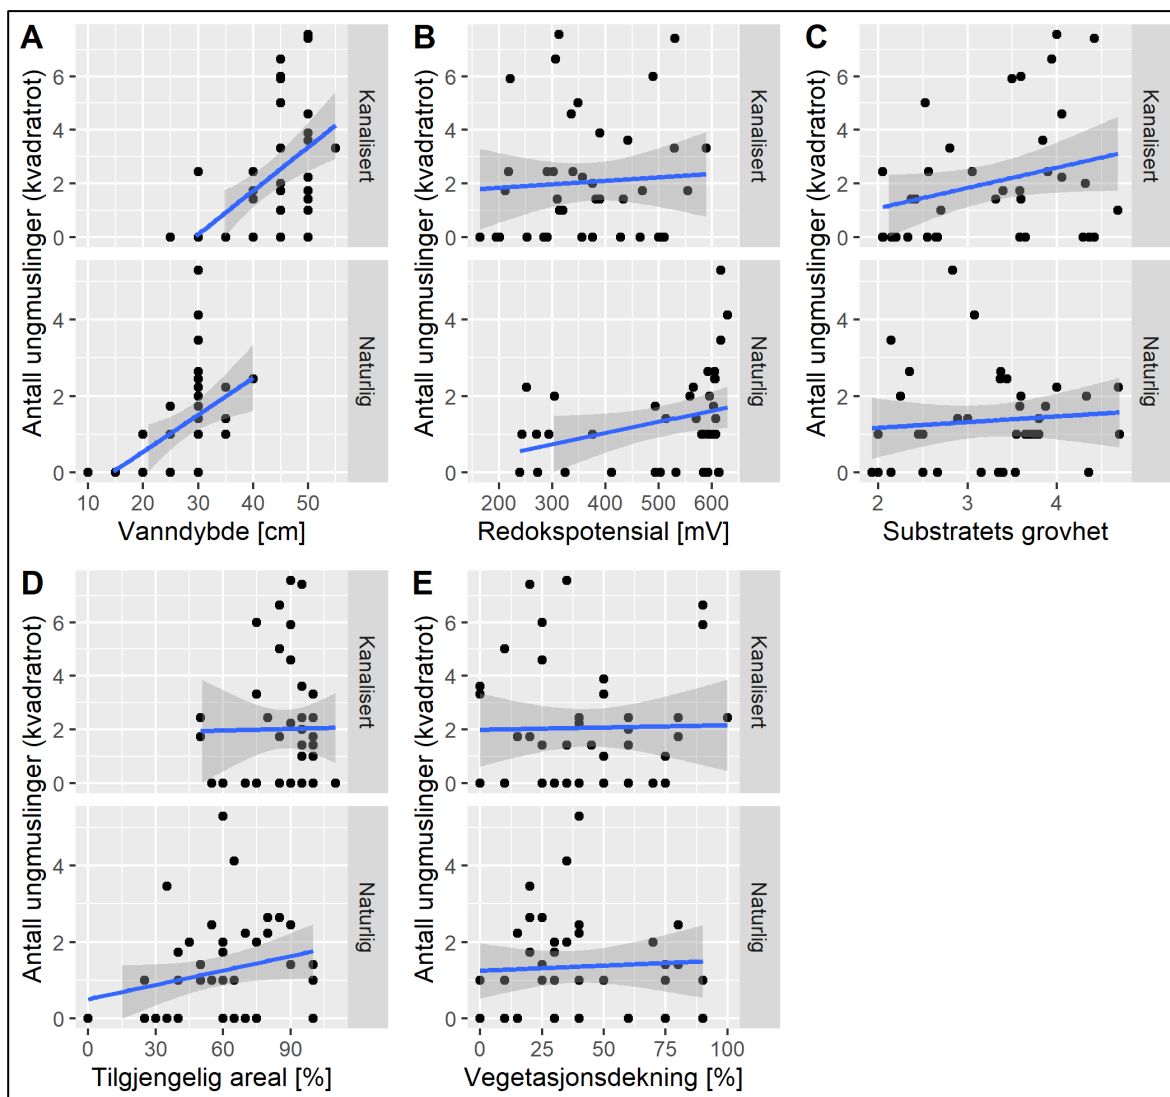 A
B
C
Antall ungmuslinger (kvadratrot)
0 2 4 6
Kanalisert
0 2 4 6
Kanalisert
0 2 4 6
Kanalisert
0 2 4
Naturlig
0 2 4
Naturlig
0 2 4
Naturlig
10 20 30 40 50
200 300 400 500 600
2 3 4
Vanndybde [cm]
Antall ungmuslinger (kvadratrot)
Redokspotensial [mV]
Antall ungmuslinger (kvadratrot)
Substratets grovhet
D
E
Antall ungmuslinger (kvadratrot)
0 2 4 6
Kanalisert
Antall ungmuslinger (kvadratrot)
0 2 4 6
Kanalisert
0 2 4
Naturlig
0 2 4
Naturlig
0 30 60 90
0 25 50 75 100
Tilgjengelig areal [%]
Vegetasjonsdekning [%]